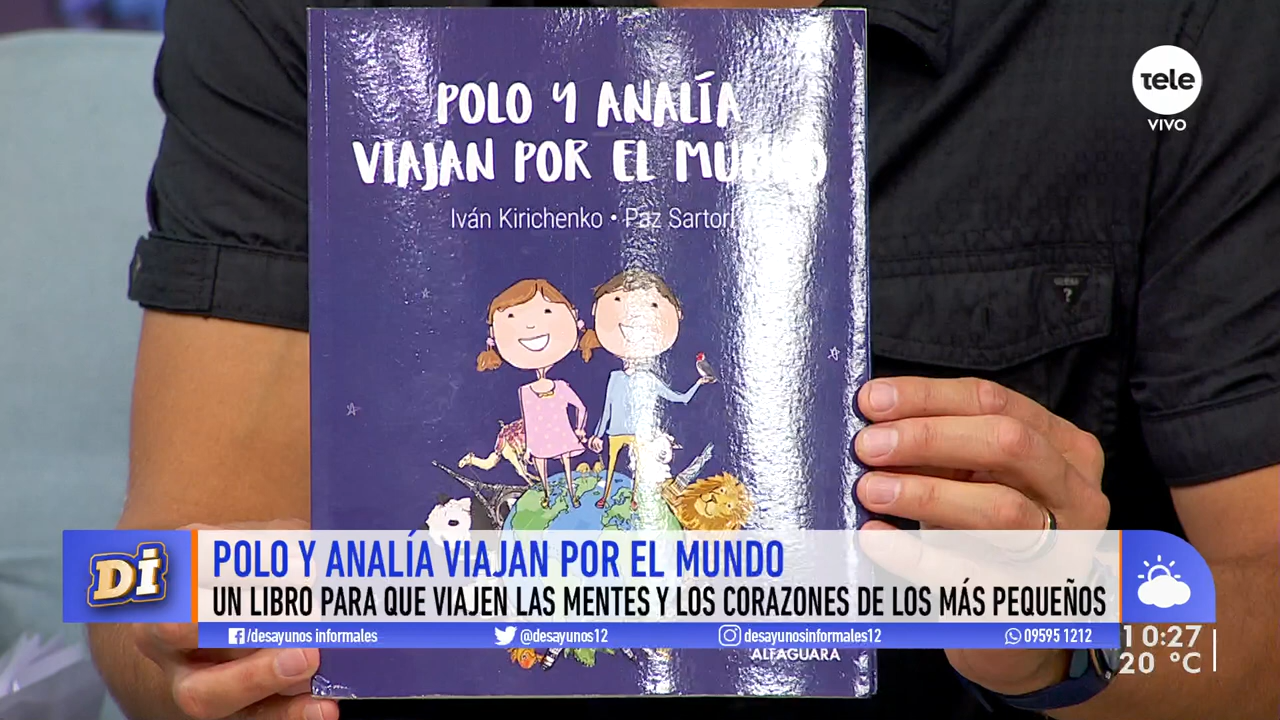 POLO Y ANALÍA
VIAJAN POR EL MUNDO
Iván Kirichenko • Paz Sartori
tele
VIVO
?
Di
POLO Y ANALÍA VIAJAN POR EL MUNDO
UN LIBRO PARA QUE VIAJEN LAS MENTES Y LOS CORAZONES DE LOS MÁS PEQUEÑOS
/desayunos informales
@desayunos12
desayunosinformales12
09595 1212
10:27
20 °C
ALFAGUARA